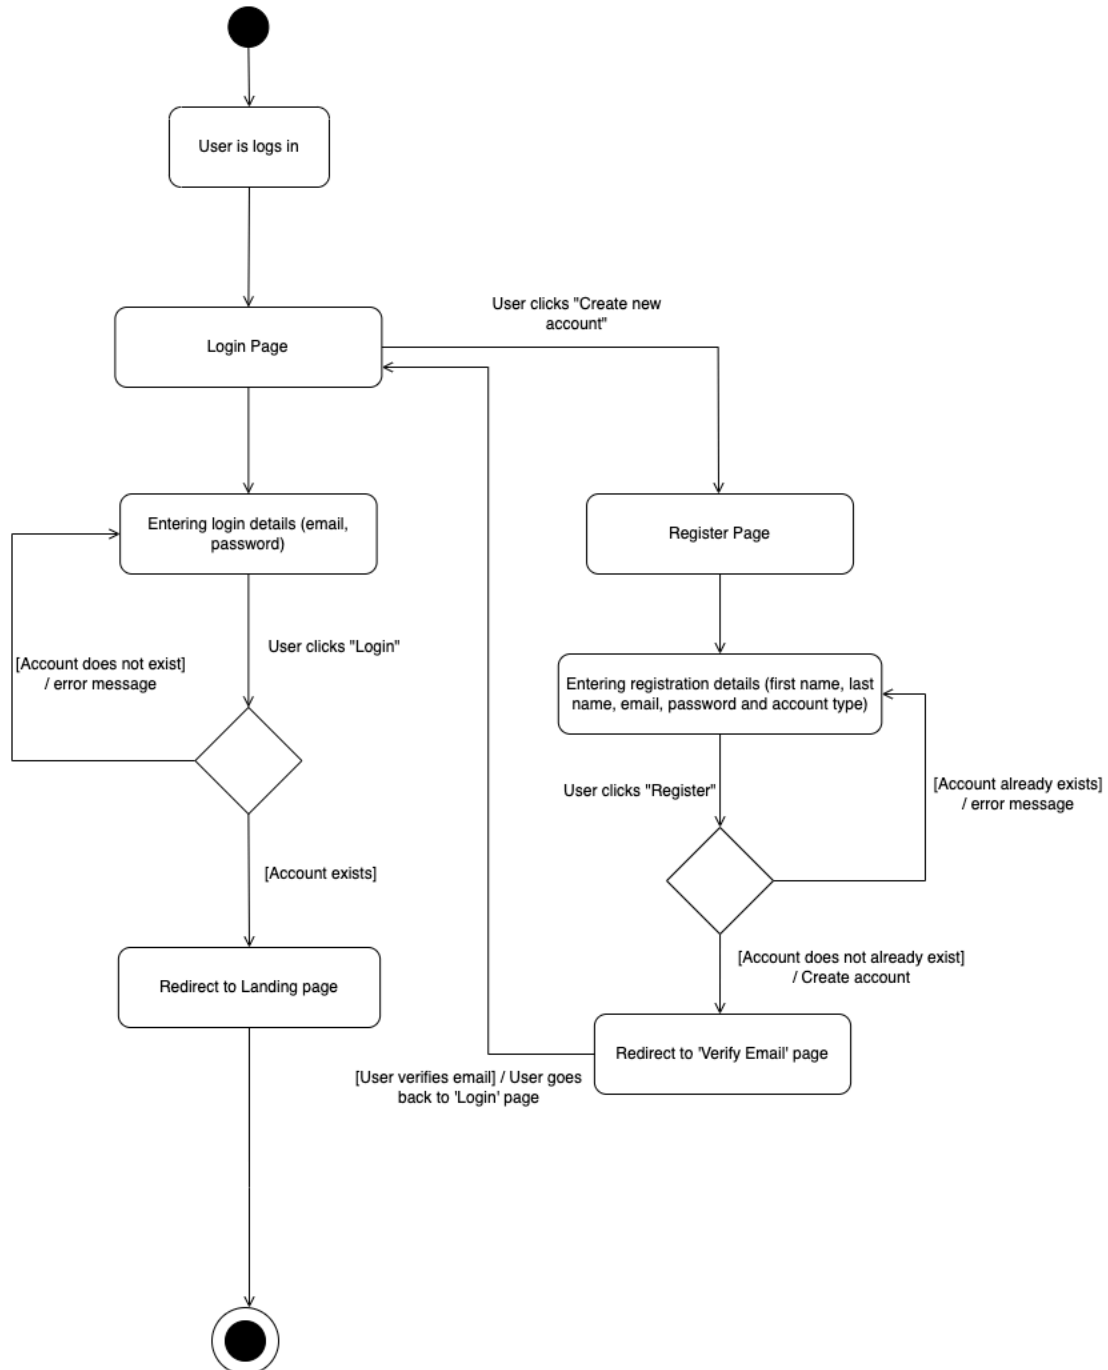 User is logs in
User clicks "Create new
account"
Login Page
Entering login details (email,
password)
Register Page
User clicks "Login"
[Account does not exist]
/ error message
Entering registration details (first name, last
name, email, password and account type)
User clicks "Register"
[Account already exists]
/ error message
[Account exists]
[Account does not already exist]
/ Create account
Redirect to Landing page
Redirect to 'Verify Email' page
[User verifies email] / User goes
back to 'Login' page